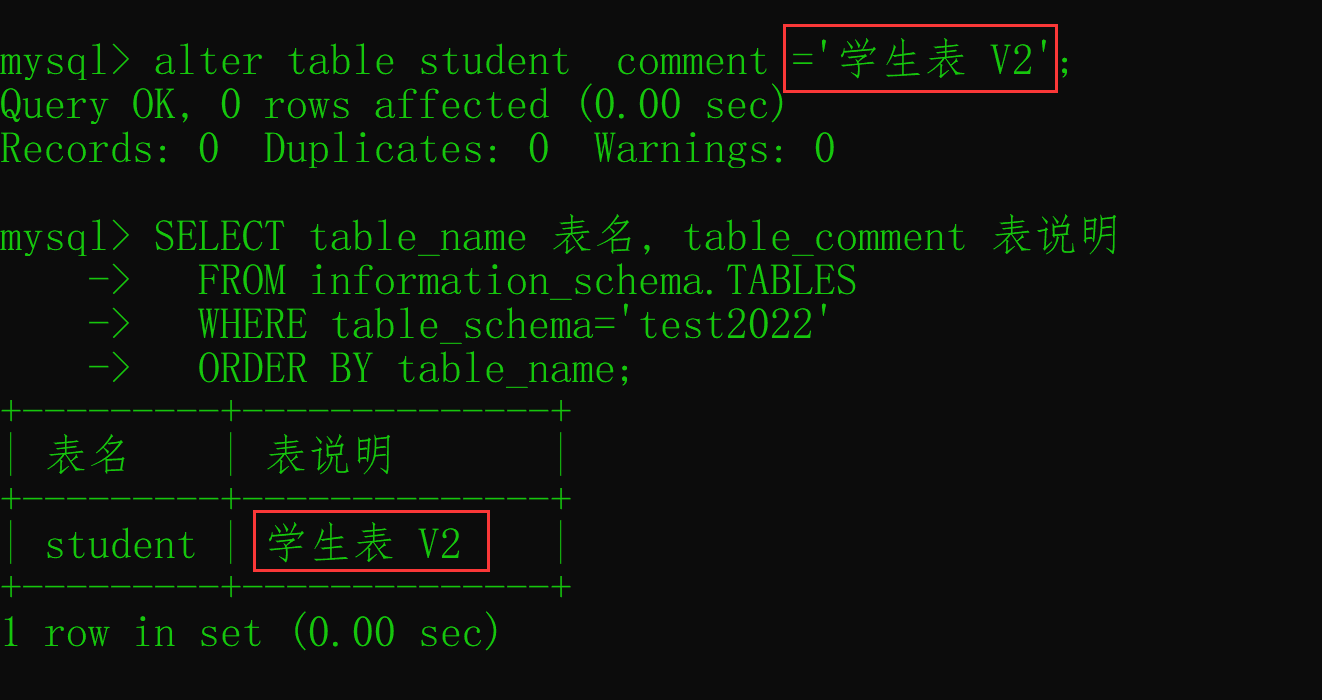 mysql> alter table student  comment ='学生表 V2';
Query OK, 0 rows affected (0.00 sec)
Records: 0  Duplicates: 0  Warnings: 0
mysql> SELECT table_name 表名, table_comment 表说明
    ->   FROM information_schema.TABLES
    ->   WHERE table_schema='test2022'
    ->   ORDER BY table_name;
+---------+--------------+
| 表名    | 表说明       |
+---------+--------------+
| student | 学生表 V2    |
+---------+--------------+
1 row in set (0.00 sec)